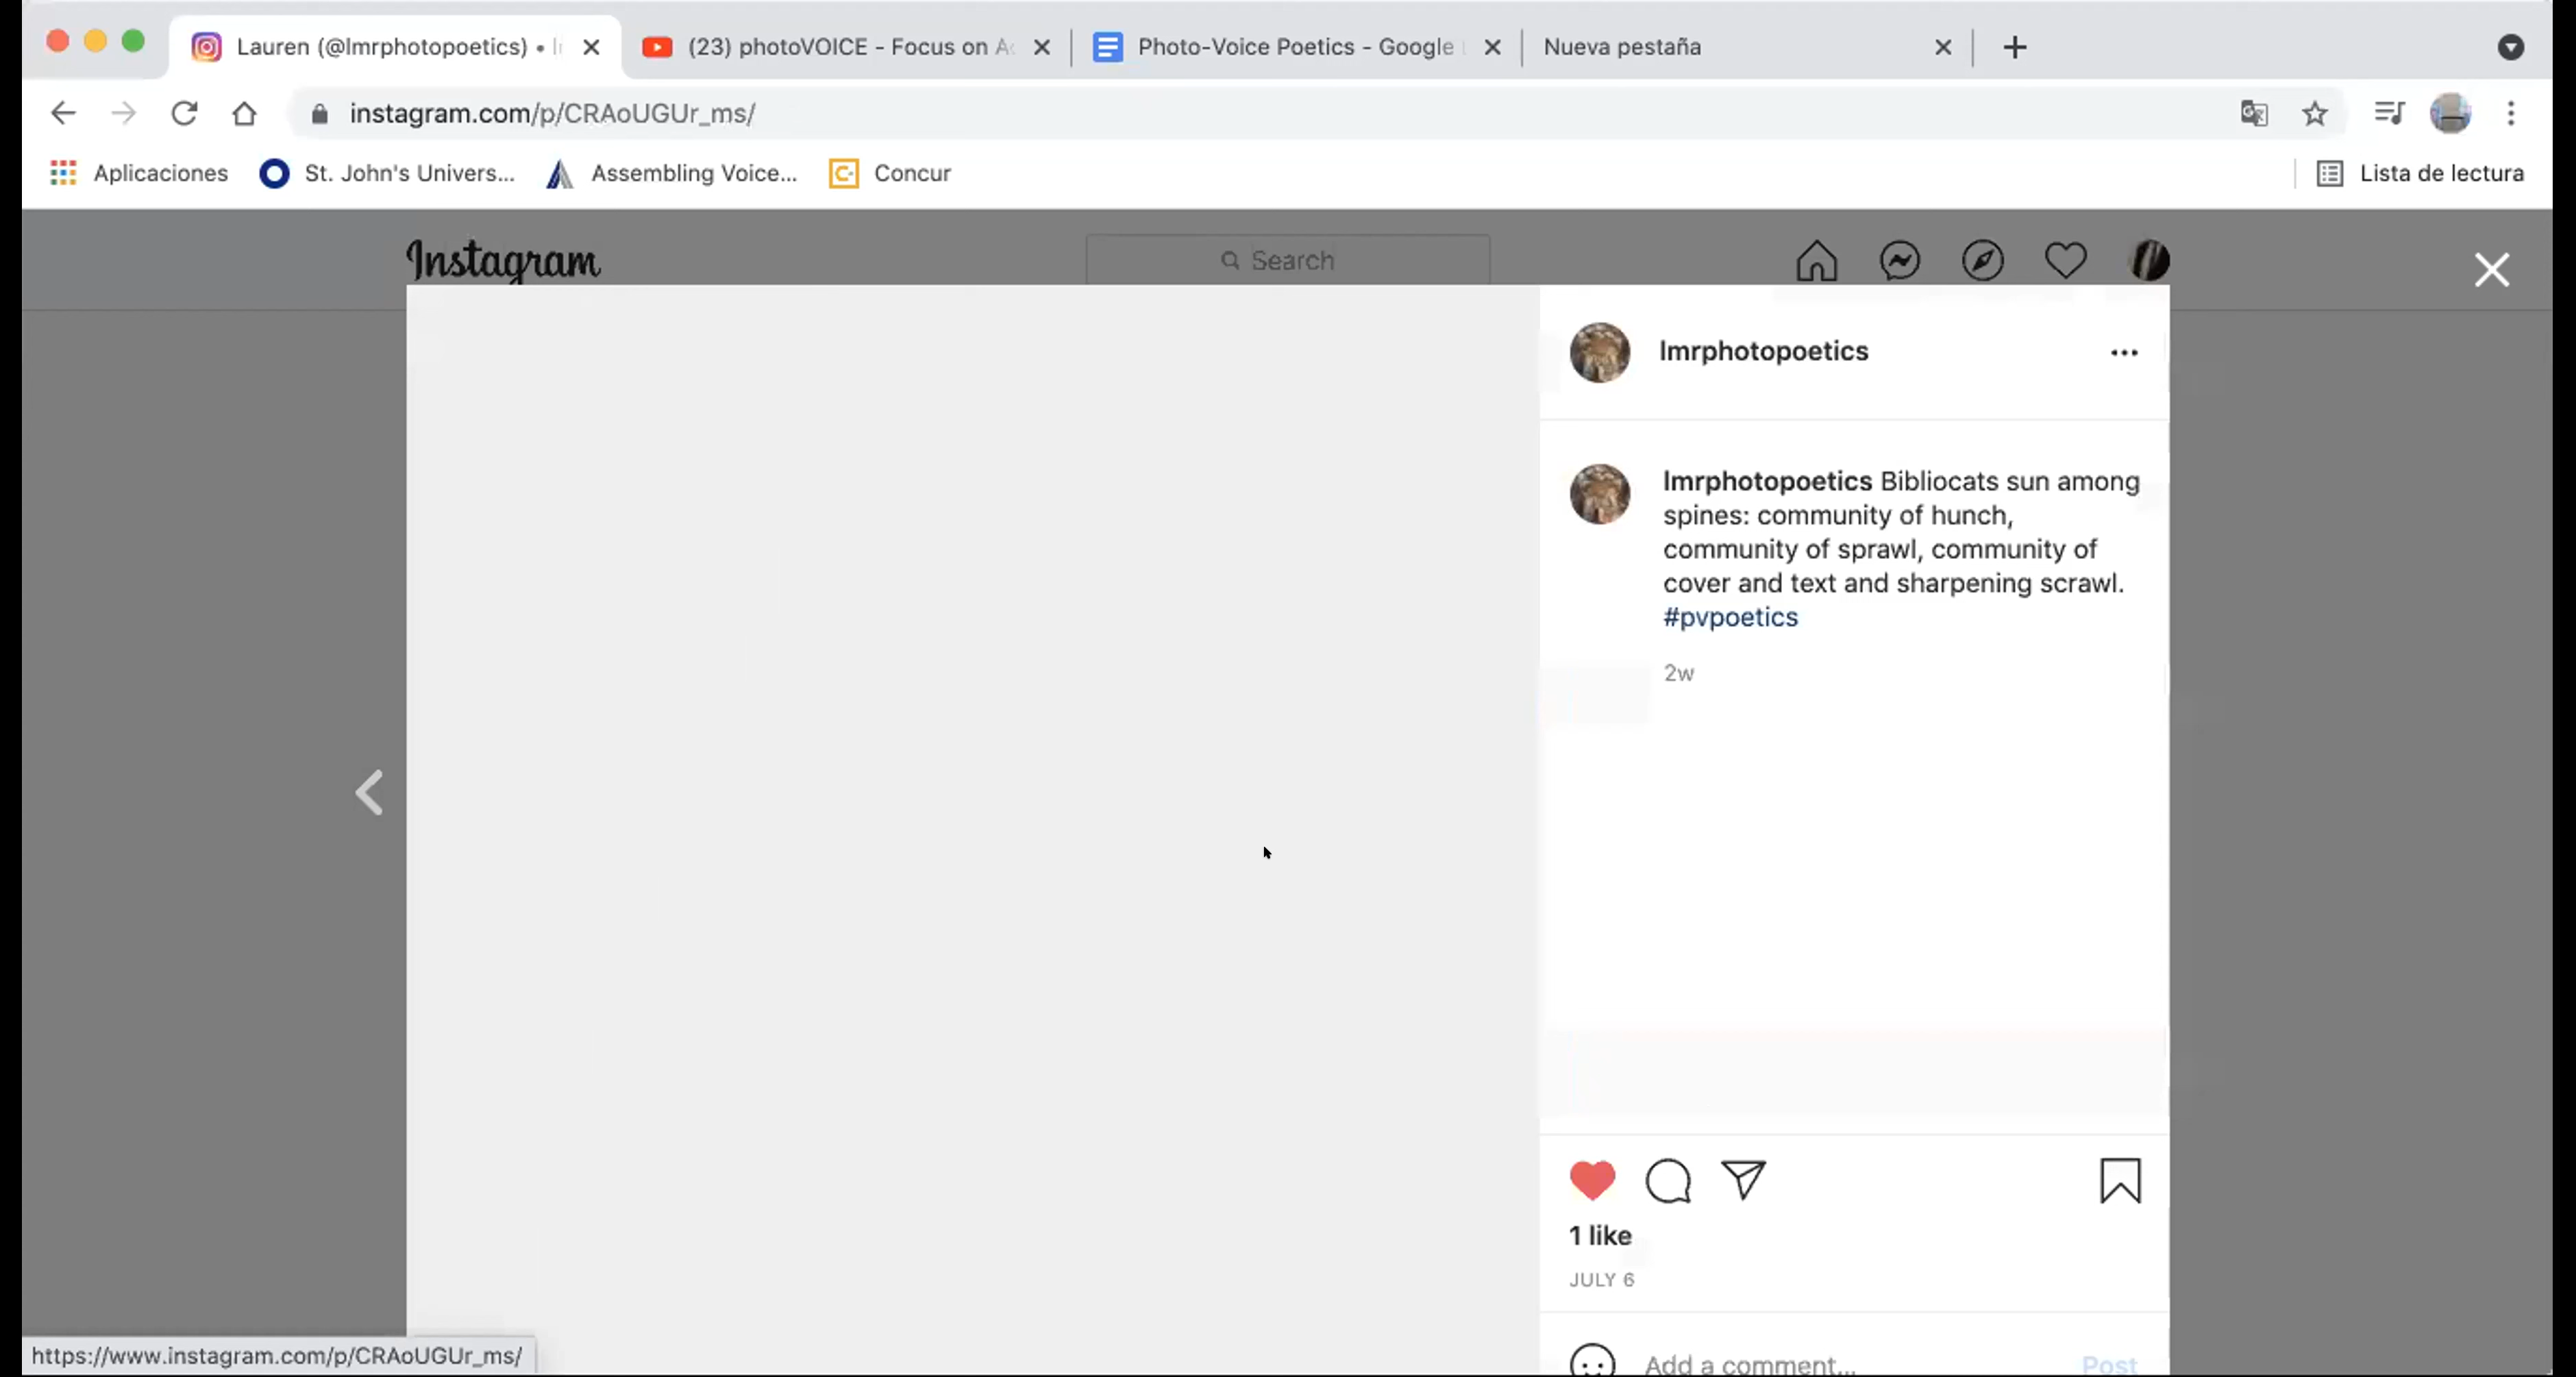 Lauren (@lmrphotopoetics) •
(23) photoVOICE - Focus on
Photo-Voice Poetics - Google
Nueva pestaña
instagram.com/p/CRAoUGUr_ms/
Aplicaciones
St. John's Univers...
Assembling Voice...
Concur
Lista de lectura
Instagram
Search
lmrphotopoetics
lmrphotopoetics Bibliocats sun among
spines: community of hunch,
community of sprawl, community of
cover and text and sharpening scrawl.
#pvpoetics
2w
1 like
JULY 6
Add a comment...
Post
https://www.instagram.com/p/CRAoUGUr_ms/